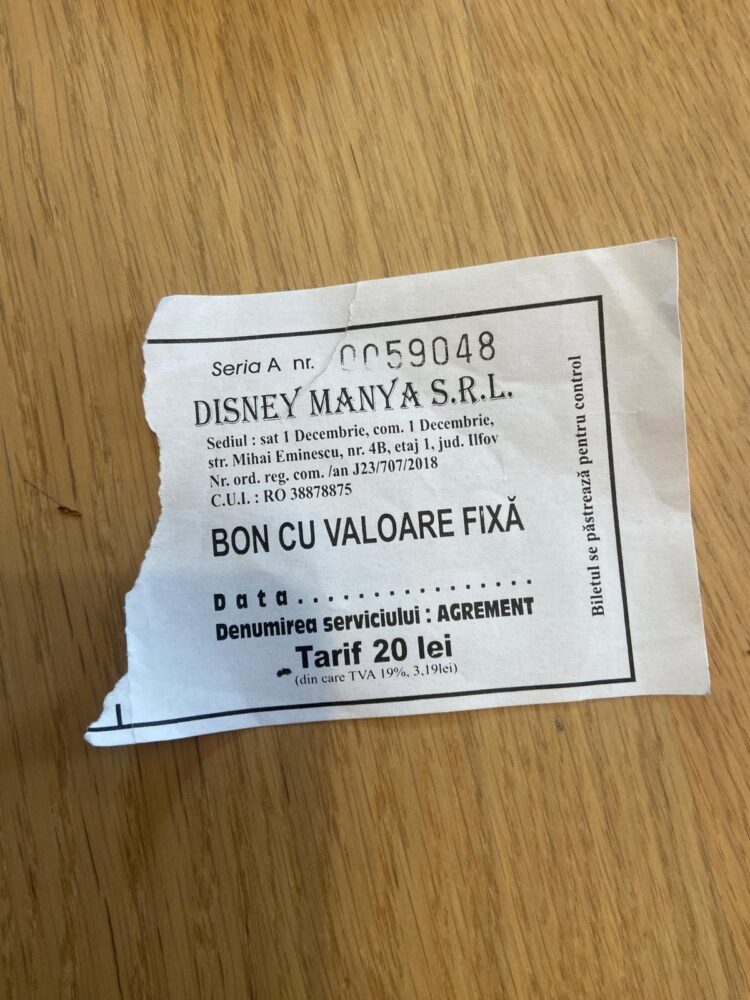 Seria A nr. 0059048
DISNEY MANYA S.R.L.
Sediul : sat 1 Decembrie, com. 1 Decembrie,
str. Mihai Eminescu, nr. 4B, etaj 1, jud. Ilfov
Nr. ord. reg. com. /an J23/707/2018
C.U.I. : RO 38878875
BON CU VALOARE FIXĂ
Data.................
Denumirea serviciului : AGREMENT
Tarif 20 lei
(din care TVA 19%, 3,19lei)
Biletul se păstrează pentru control